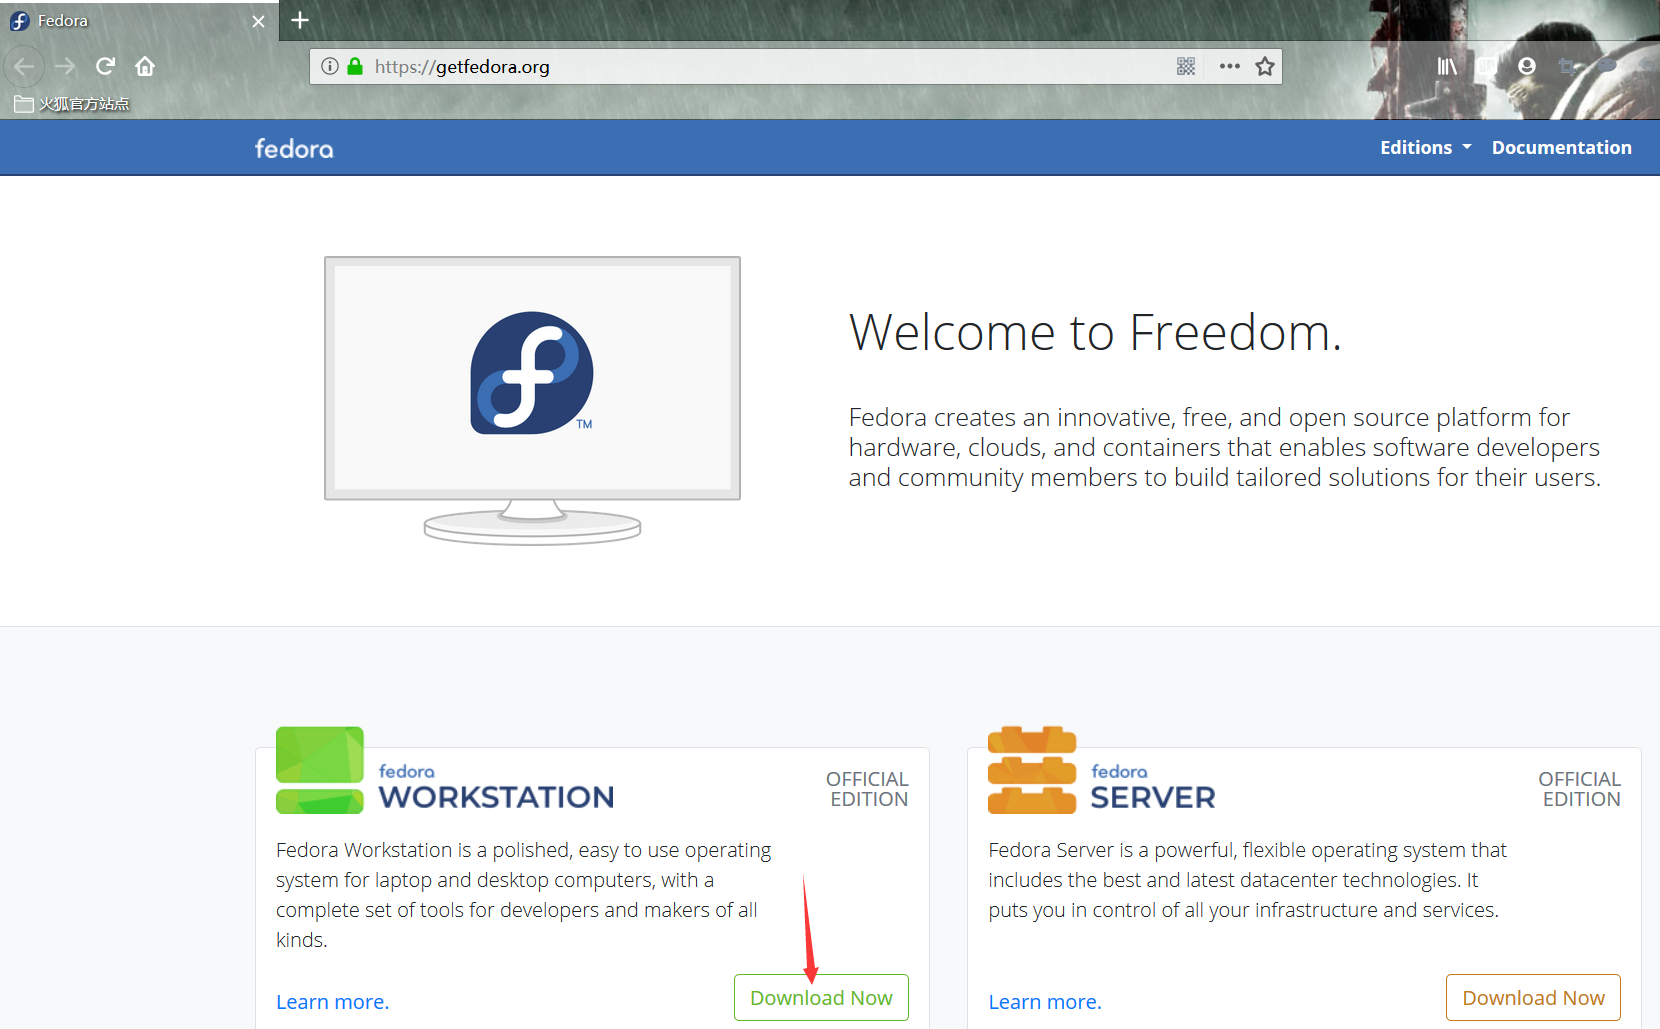 Fedora
https://getfedora.org
火狐官方站点
fedora
Editions
Documentation
TM
Welcome to Freedom.
Fedora creates an innovative, free, and open source platform for
hardware, clouds, and containers that enables software developers
and community members to build tailored solutions for their users.
fedora
WORKSTATION
OFFICIAL
EDITION
Fedora Workstation is a polished, easy to use operating
system for laptop and desktop computers, with a
complete set of tools for developers and makers of all
kinds.
Learn more.
Download Now
fedora
SERVER
OFFICIAL
EDITION
Fedora Server is a powerful, flexible operating system that
includes the best and latest datacenter technologies. It
puts you in control of all your infrastructure and services.
Learn more.
Download Now